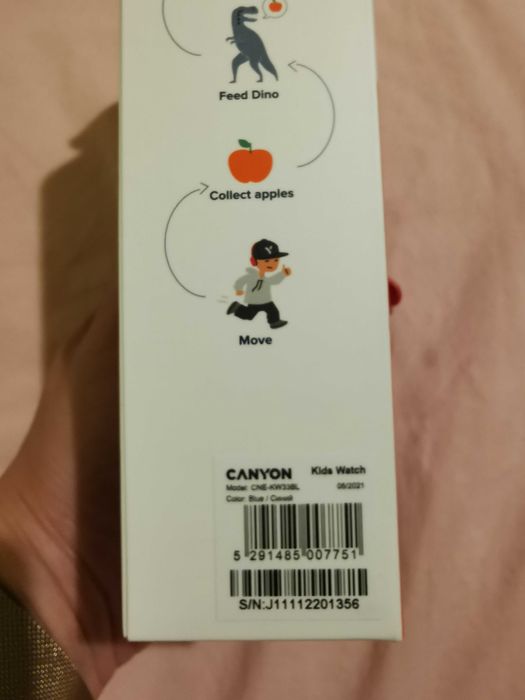 Feed Dino
Collect apples
Move
CANYON Kids Watch
Model: CNE-KW33BL 06/2021
Color: Blue / Синий
5 291485 007751
S/N:J11112201356